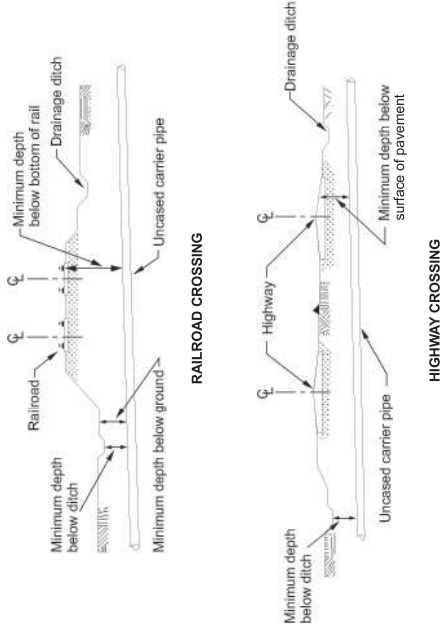 Minimum depth
below bottom of rail
Drainage ditch
℄
℄
Railroad
Minimum depth
below ditch
Minimum depth below ground
Uncased carrier pipe
RAILROAD CROSSING
Drainage ditch
℄
℄
Highway
Minimum depth below
surface of pavement
Uncased carrier pipe
Minimum depth
below ditch
HIGHWAY CROSSING